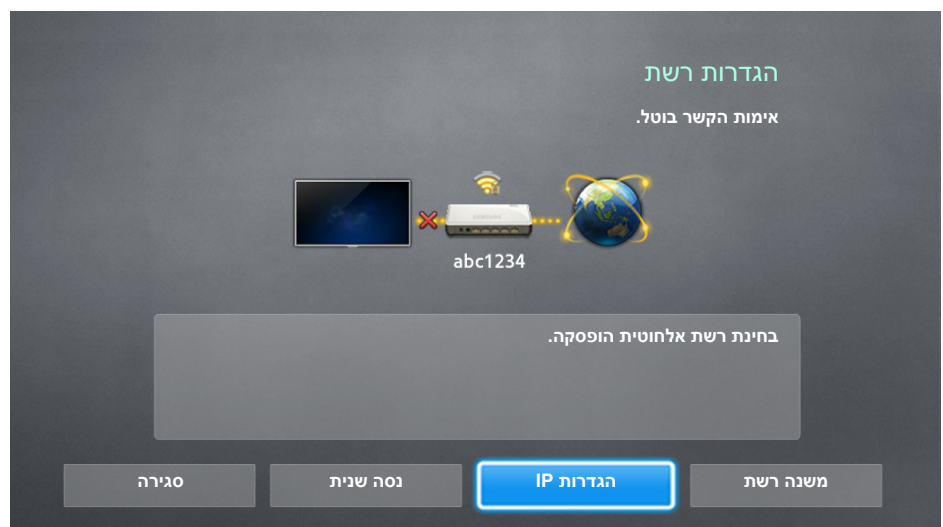 הגדרות רשת
אימות הקשר בוטל.
abc1234
בחינת רשת אלחוטית הופסקה.
משנה רשת
הגדרות IP
נסה שנית
סגירה